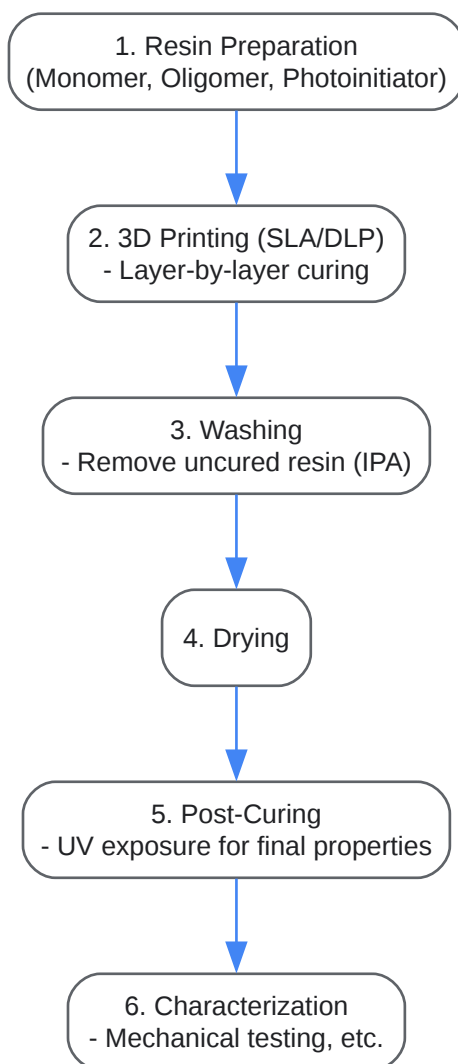 1. Resin Preparation
(Monomer, Oligomer, Photoinitiator)
2. 3D Printing (SLA/DLP)
- Layer-by-layer curing
3. Washing
- Remove uncured resin (IPA)
4. Drying
5. Post-Curing
- UV exposure for final properties
6. Characterization
- Mechanical testing, etc.